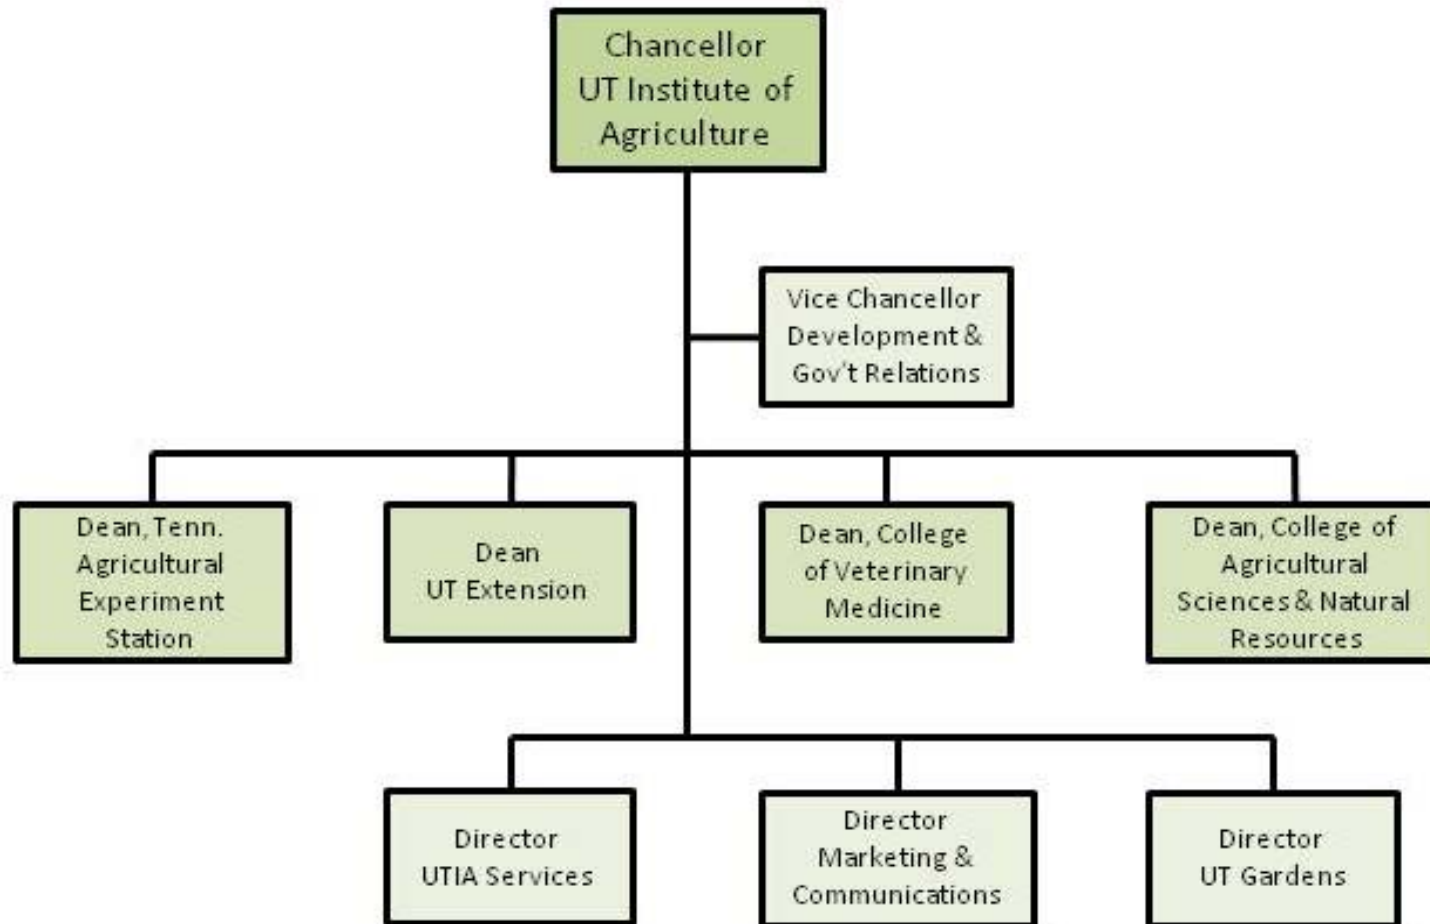 Chancellor
UT Institute of
Agriculture
Vice Chancellor
Development &
Gov't Relations
Dean, Tenn.
Agricultural
Experiment
Station
Dean
UT Extension
Dean, College
of Veterinary
Medicine
Dean, College of
Agricultural
Sciences & Natural
Resources
Director
UTIA Services
Director
Marketing &
Communications
Director
UT Gardens